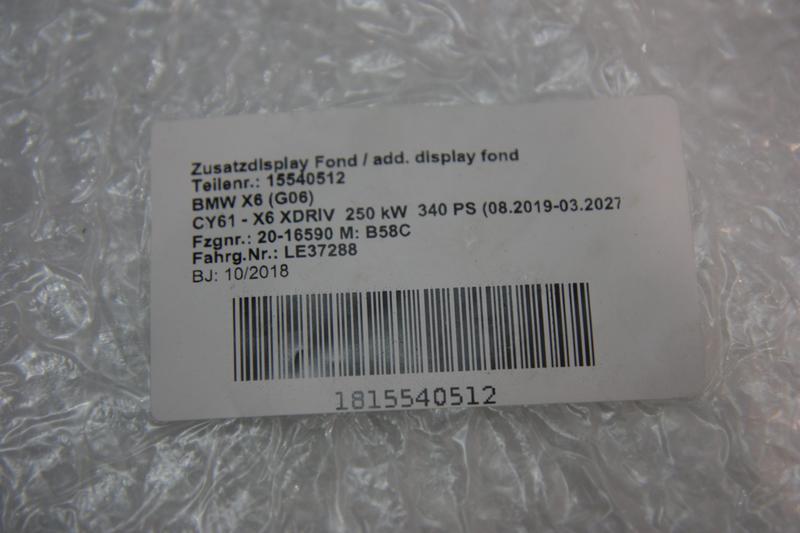 Zusatzdisplay Fond / add. display fond
Teilenr.: 15540512
BMW X6 (G06)
CY61 - X6 XDRIV 250 kW 340 PS (08.2019-03.2027
Fzgnr.: 20-16590 M: B58C
Fahrg.Nr.: LE37288
BJ: 10/2018
1815540512